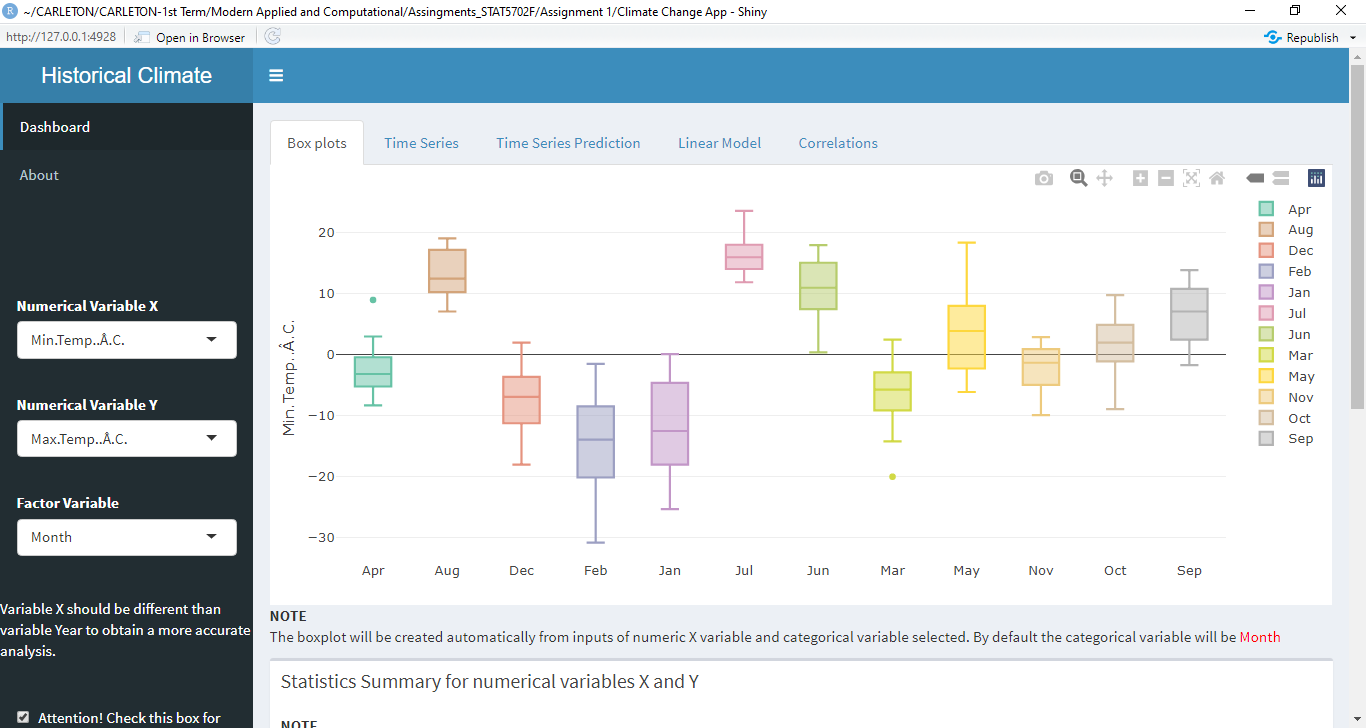 R ~/CARLETON/CARLETON-1st Term/Modern Applied and Computational/Assingments_STAT5702F/Assignment 1/Climate Change App - Shiny
http://127.0.0.1:4928 Open in Browser Republish
Historical Climate
Dashboard
About
Numerical Variable X
Min.Temp..Â.C.
Numerical Variable Y
Max.Temp..Â.C.
Factor Variable
Month
Variable X should be different than
variable Year to obtain a more accurate
analysis.
Attention! Check this box for
Box plots Time Series Time Series Prediction Linear Model Correlations
Min.Temp..Â.C.
20
10
0
−10
−20
−30
Apr Aug Dec Feb Jan Jul Jun Mar May Nov Oct Sep
Apr
Aug
Dec
Feb
Jan
Jul
Jun
Mar
May
Nov
Oct
Sep
NOTE
The boxplot will be created automatically from inputs of numeric X variable and categorical variable selected. By default the categorical variable will be Month
Statistics Summary for numerical variables X and Y
NOTE